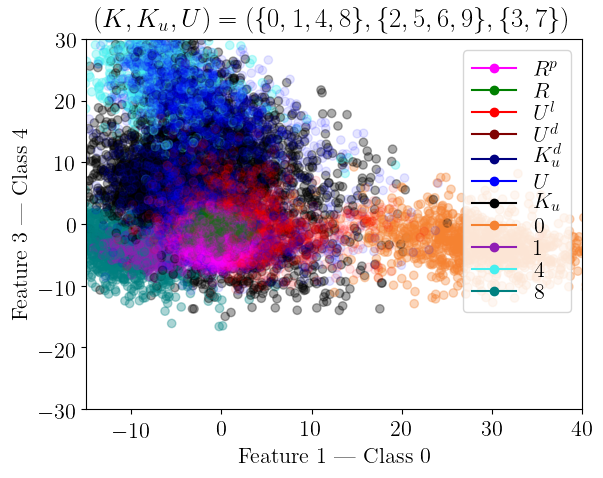 (K, K_u, U) = ({0, 1, 4, 8}, {2, 5, 6, 9}, {3, 7})
30
20
10
0
−10
−20
−30
Feature 3 — Class 4
R^p
R
U^l
U^d
K_u^d
U
K_u
0
1
4
8
−10
0
10
20
30
40
Feature 1 — Class 0